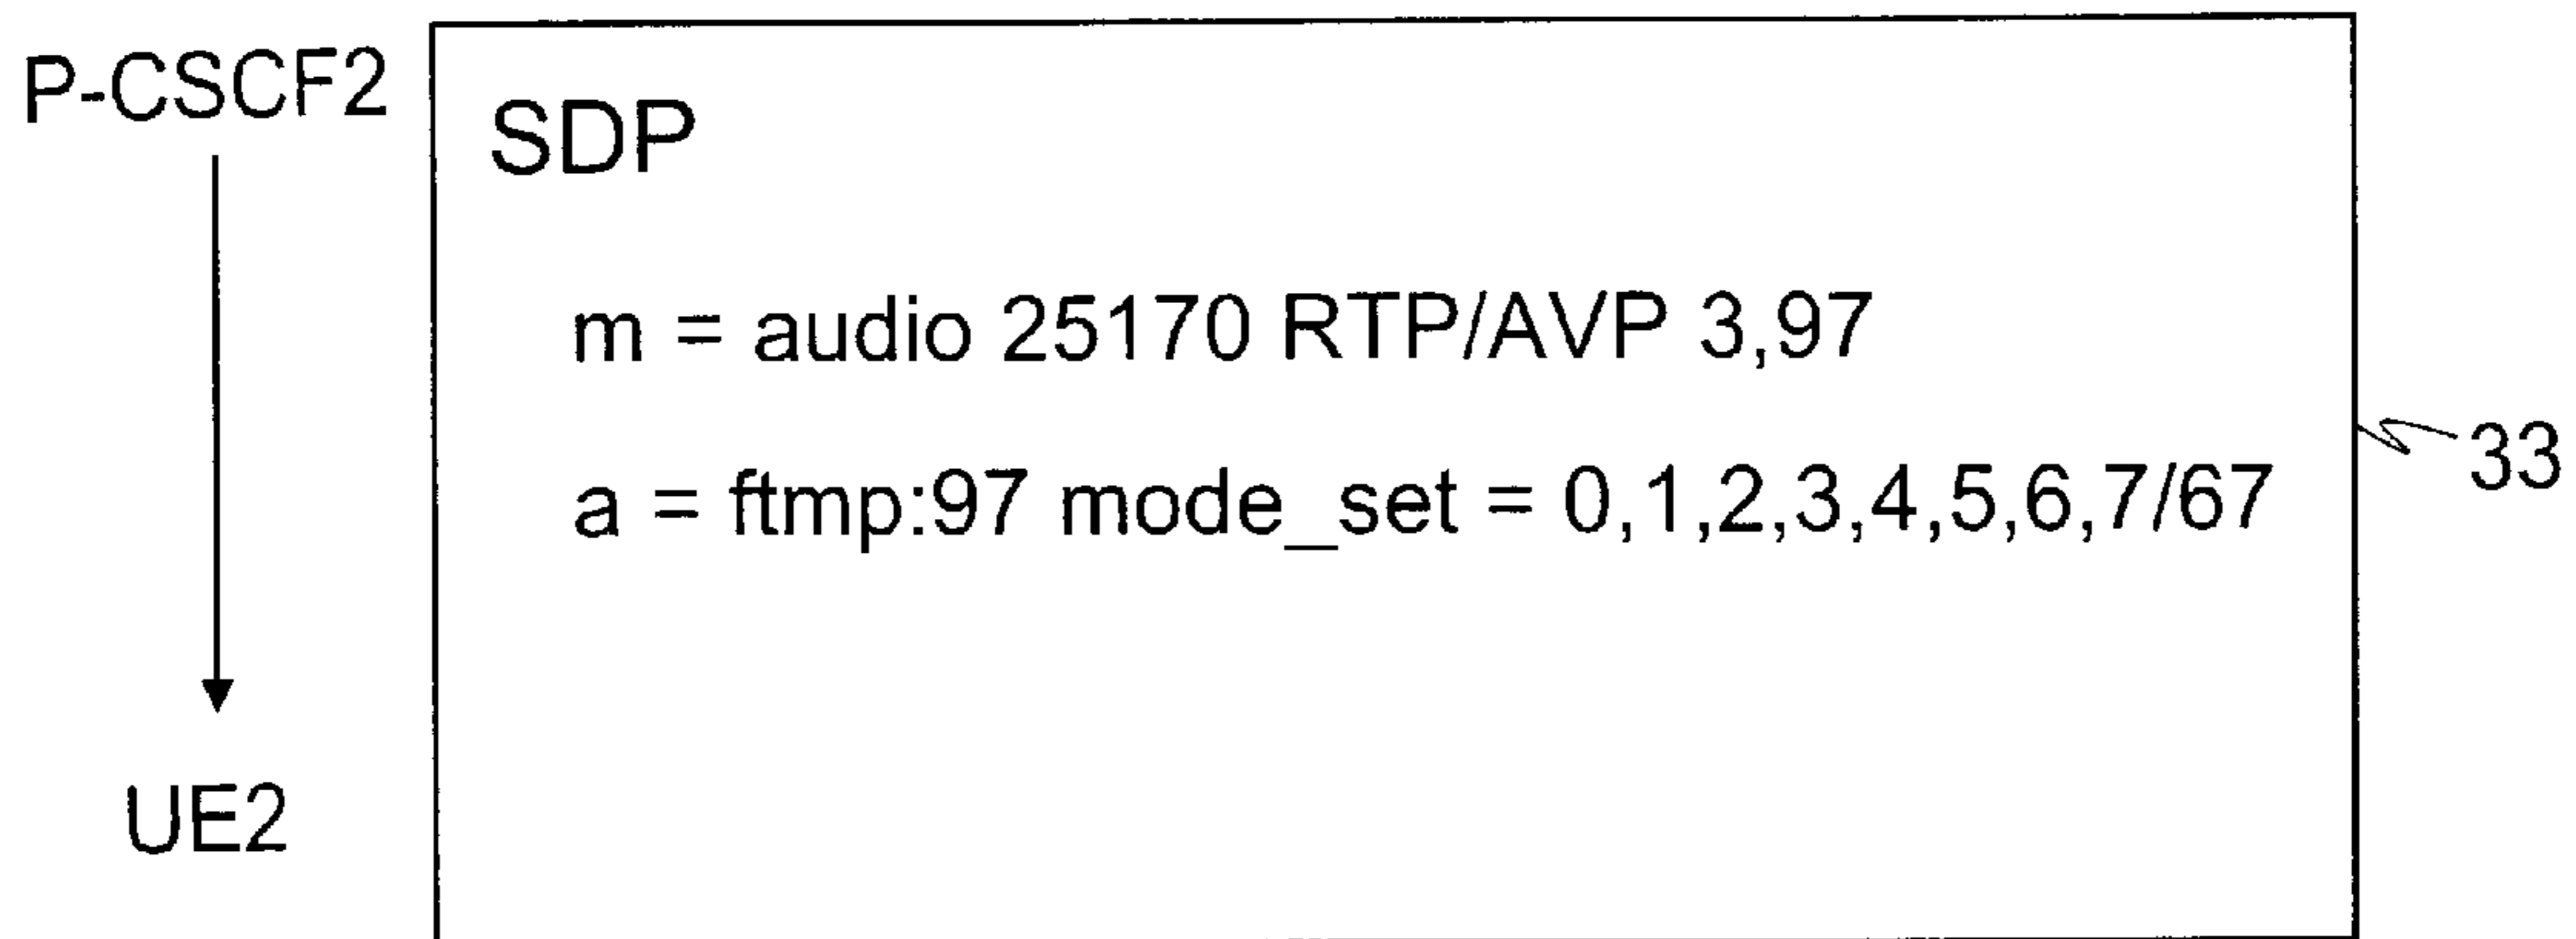 P-CSCF2
SDP
m = audio 25170 RTP/AVP 3,97
a = ftmp:97 mode_set = 0,1,2,3,4,5,6,7/67
33
UE2